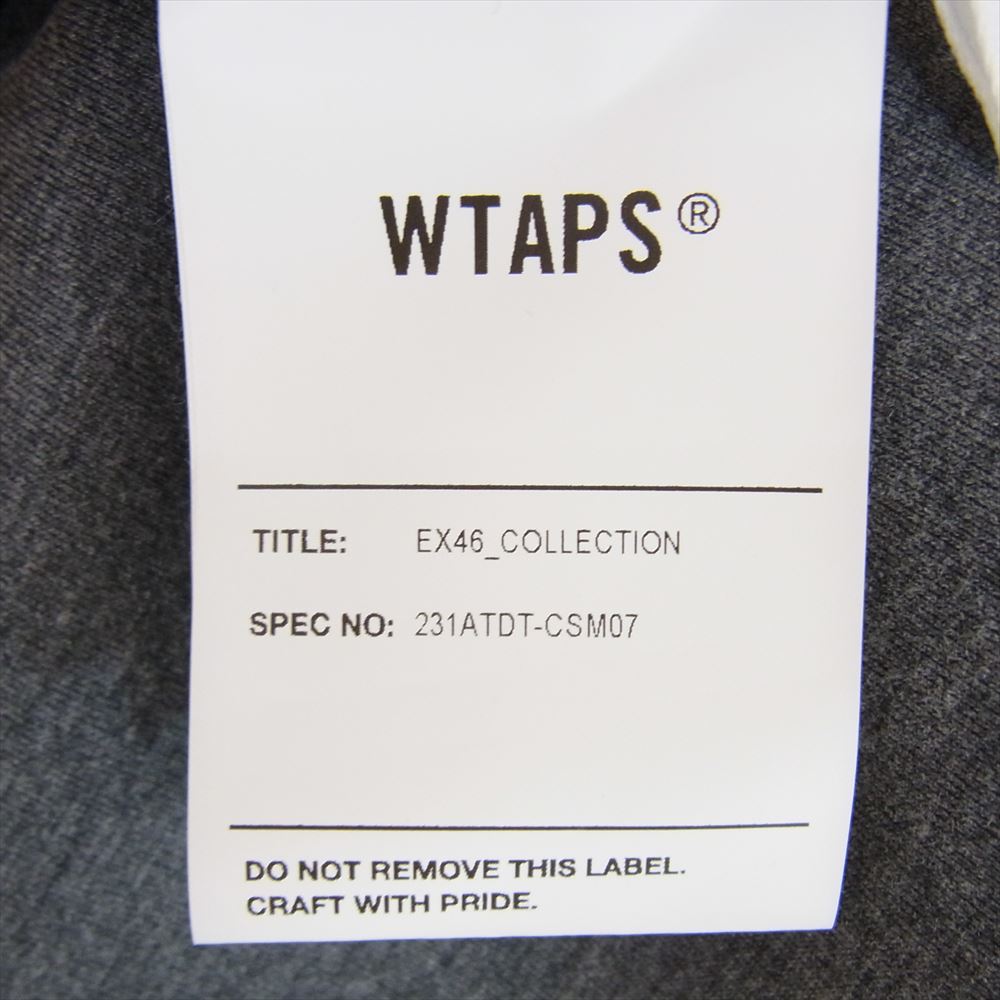 WTAPS®
TITLE: EX46_COLLECTION
SPEC NO: 231ATDT-CSM07
DO NOT REMOVE THIS LABEL.
CRAFT WITH PRIDE.